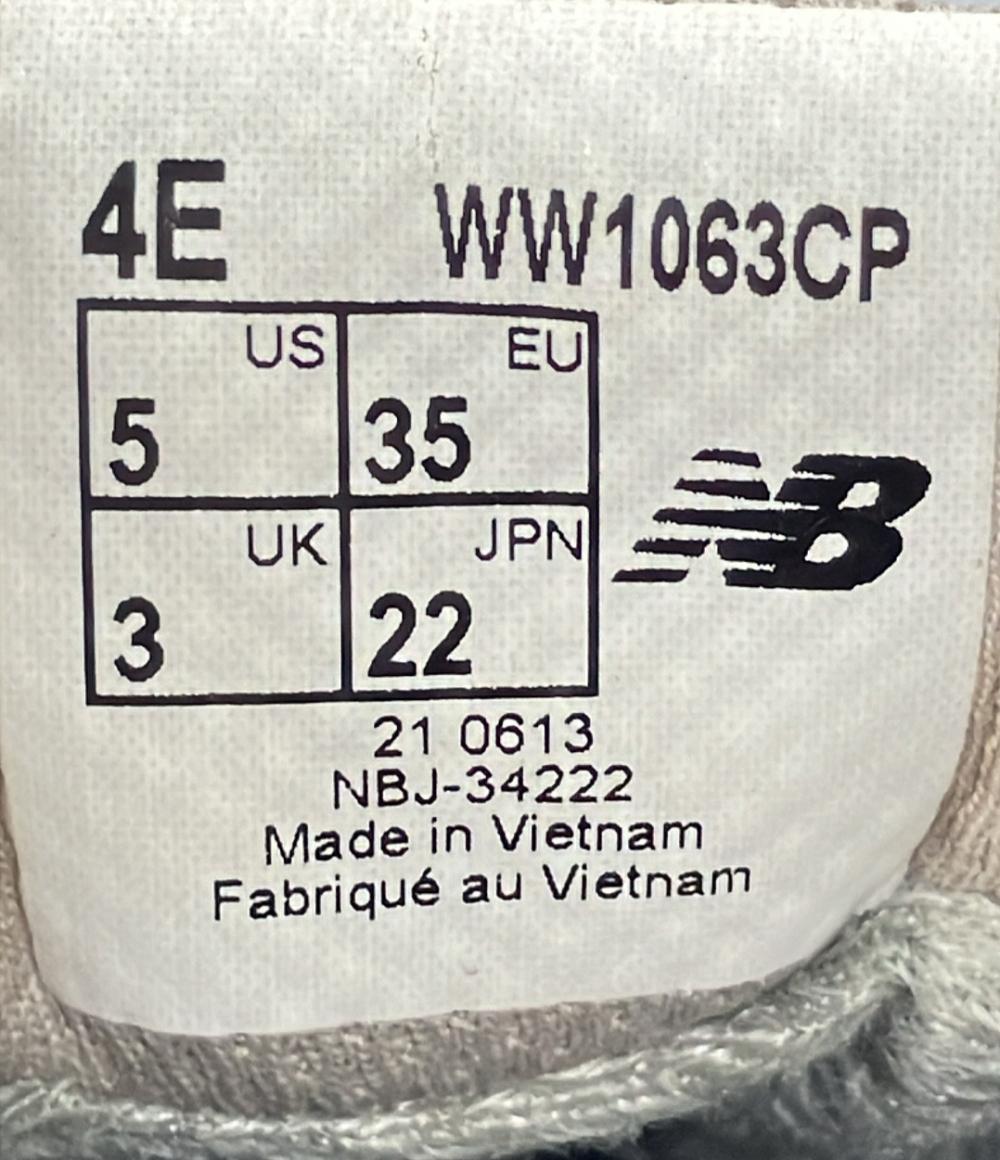 4E WW1063CP
US EU
5 35
UK JPN
3 22
NB
21 0613
NBJ-34222
Made in Vietnam
Fabriqué au Vietnam